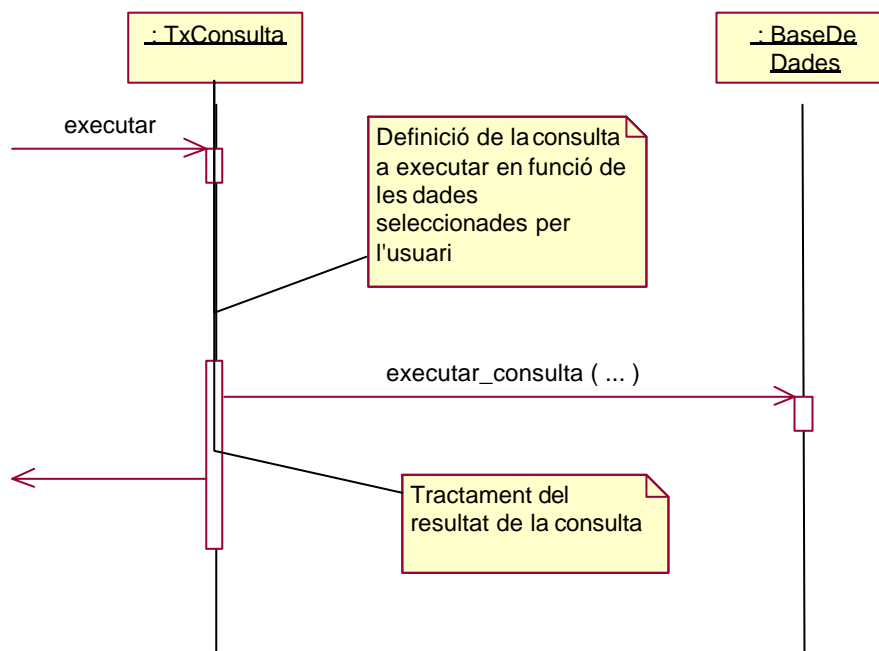 : TxConsulta
: BaseDe
Dades
executar
Definició de la consulta
a executar en funció de
les dades
seleccionades per
l'usuari
executar_consulta ( ... )
Tractament del
resultat de la consulta